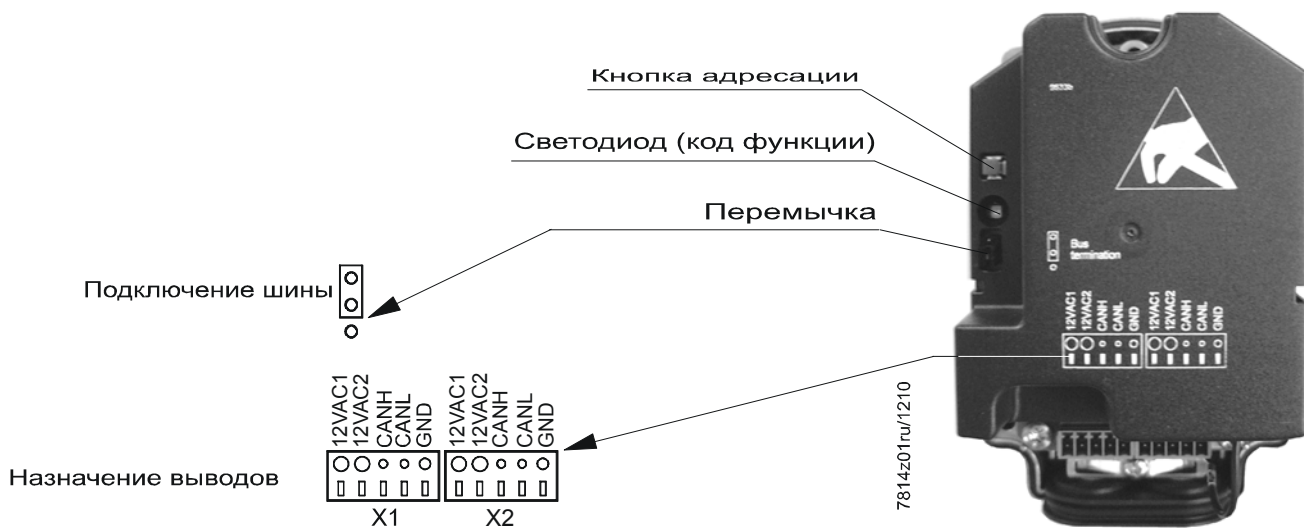 Кнопка адресации
Светодиод (код функции)
Перемычка
Подключение шины
Bus
termination
12VAC1 12VAC2 CANH CANL GND 12VAC1 12VAC2 CANH CANL GND
12VAC1 12VAC2 CANH CANL GND 12VAC1 12VAC2 CANH CANL GND
Назначение выводов
X1 X2
7814z01ru/1210